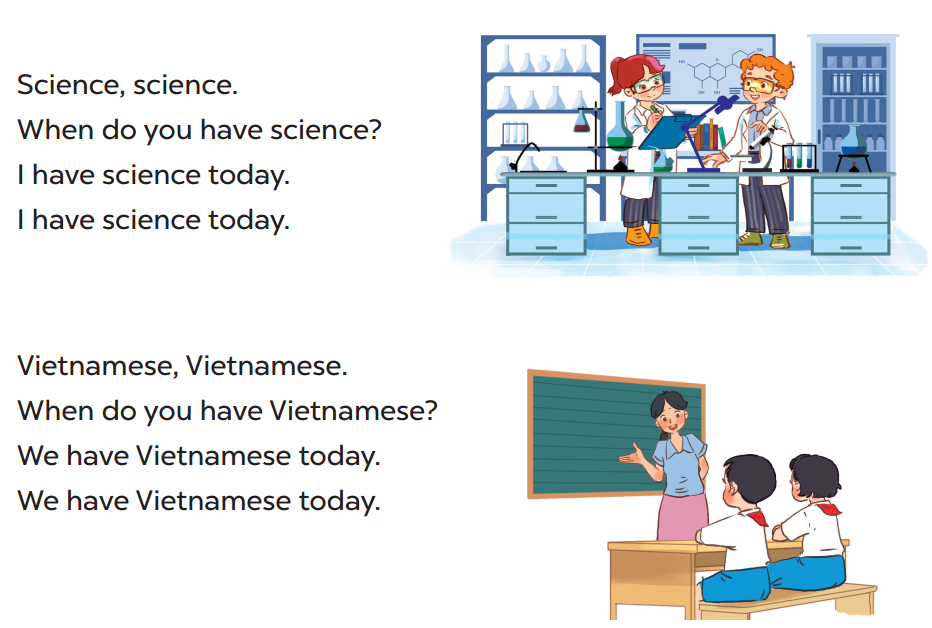 Science, science.
When do you have science?
I have science today.
I have science today.
Vietnamese, Vietnamese.
When do you have Vietnamese?
We have Vietnamese today.
We have Vietnamese today.